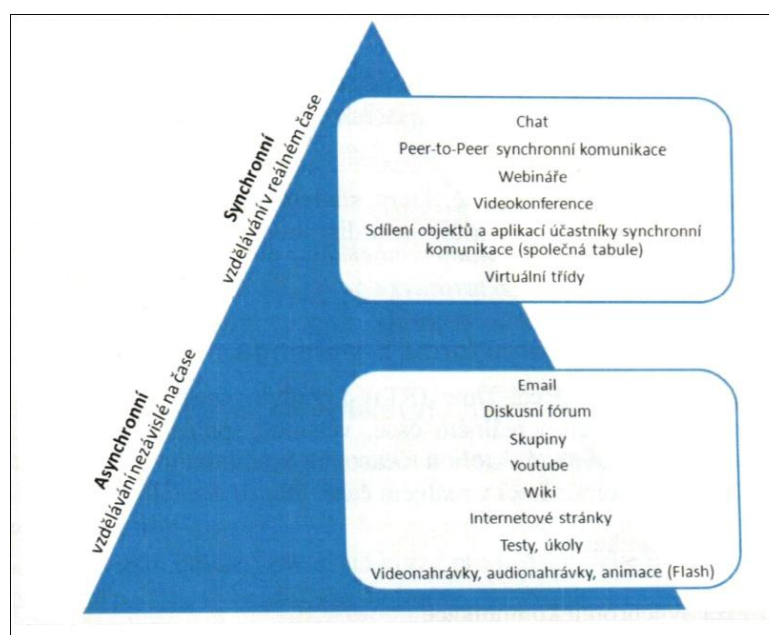 Synchronní
vzdělávání v reálném čase
Chat
Peer-to-Peer synchronní komunikace
Webináře
Videokonference
Sdílení objektů a aplikací účastníky synchronní
komunikace (společná tabule)
Virtuální třídy
Asynchronní
vzdělávání nezávislé na čase
Email
Diskusní fórum
Skupiny
Youtube
Wiki
Internetové stránky
Testy, úkoly
Videonahrávky, audionahrávky, animace (Flash)